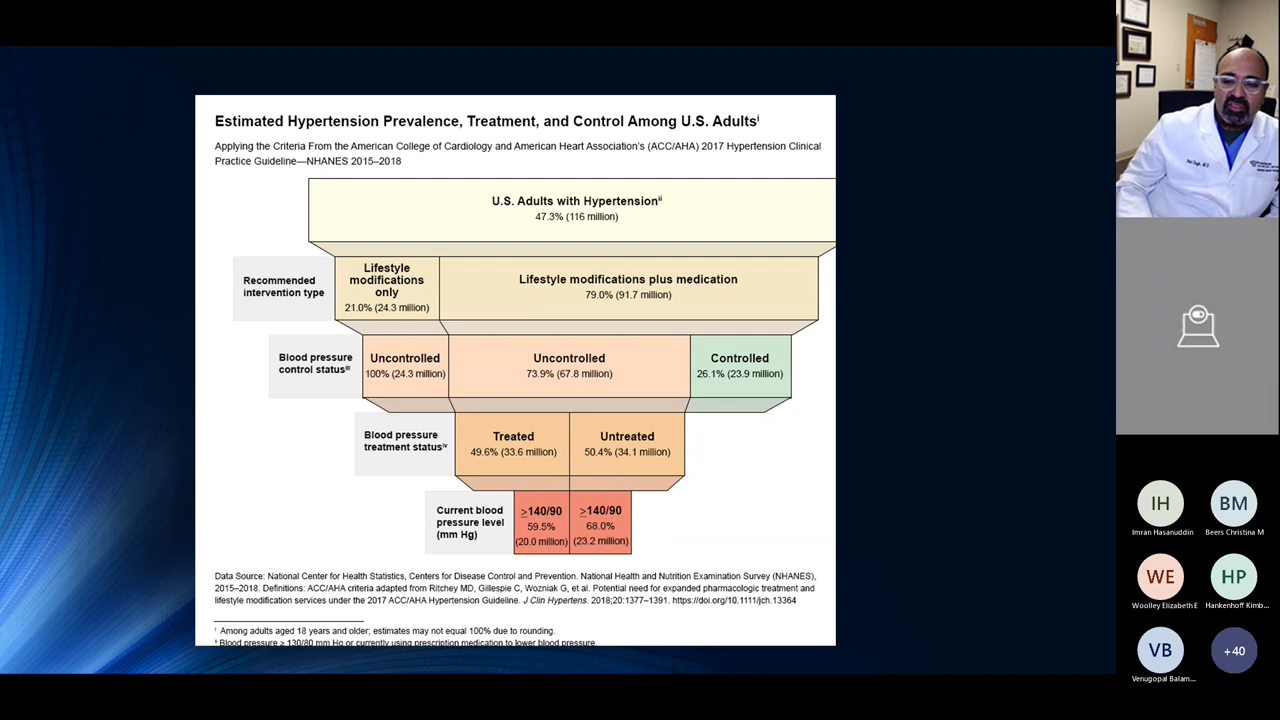 Estimated Hypertension Prevalence, Treatment, and Control Among U.S. Adultsⁱ
Applying the Criteria From the American College of Cardiology and American Heart Association's (ACC/AHA) 2017 Hypertension Clinical
Practice Guideline—NHANES 2015–2018
U.S. Adults with Hypertensionⁱⁱ
47.3% (116 million)
Recommended
intervention type
Lifestyle
modifications
only
21.0% (24.3 million)
Lifestyle modifications plus medication
79.0% (91.7 million)
Blood pressure
control statusⁱⁱⁱ
Uncontrolled
100% (24.3 million)
Uncontrolled
73.9% (67.8 million)
Controlled
26.1% (23.9 million)
Blood pressure
treatment statusⁱᵛ
Treated
49.6% (33.6 million)
Untreated
50.4% (34.1 million)
Current blood
pressure level
(mm Hg)
≥140/90
59.5%
(20.0 million)
≥140/90
68.0%
(23.2 million)
Data Source: National Center for Health Statistics, Centers for Disease Control and Prevention. National Health and Nutrition Examination Survey (NHANES),
2015–2018. Definitions: ACC/AHA criteria adapted from Ritchey MD, Gillespie C, Wozniak G, et al. Potential need for expanded pharmacologic treatment and
lifestyle modification services under the 2017 ACC/AHA Hypertension Guideline. J Clin Hypertens. 2018;20:1377–1391. https://doi.org/10.1111/jch.13364
ⁱ Among adults aged 18 years and older; estimates may not equal 100% due to rounding.
ⁱⁱ Blood pressure ≥ 130/80 mm Hg or currently using prescription medication to lower blood pressure.
IH
Imran Hasanuddin
BM
Beers Christina M
WE
Woolley Elizabeth E
HP
Hankenhoff Kimb...
VB
Venugopal Balam...
+40